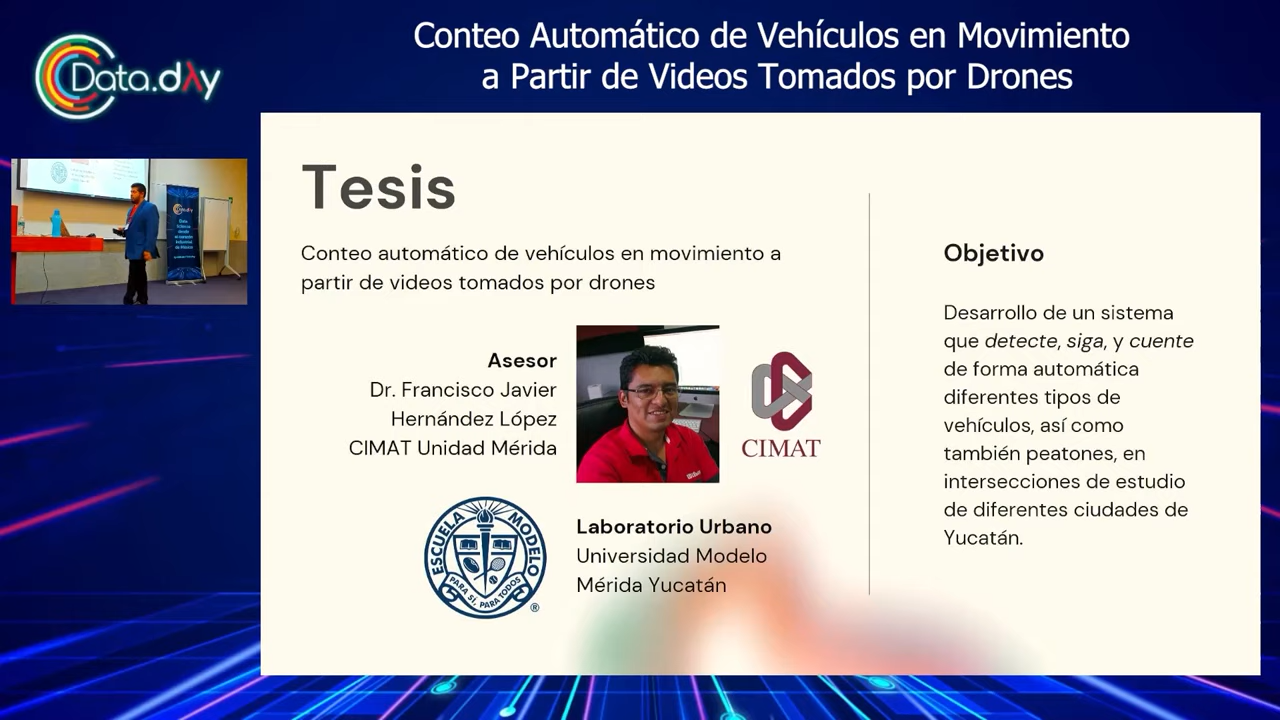 Conteo Automático de Vehículos en Movimiento
a Partir de Videos Tomados por Drones
Data.dλy
Tesis
Conteo automático de vehículos en movimiento a
partir de videos tomados por drones
Asesor
Dr. Francisco Javier
Hernández López
CIMAT Unidad Mérida
CIMAT
ESCUELA MODELO
PARA SÍ, PARA TODOS
®
Laboratorio Urbano
Universidad Modelo
Mérida Yucatán
Objetivo
Desarrollo de un sistema
que detecte, siga, y cuente
de forma automática
diferentes tipos de
vehículos, así como
también peatones, en
intersecciones de estudio
de diferentes ciudades de
Yucatán.